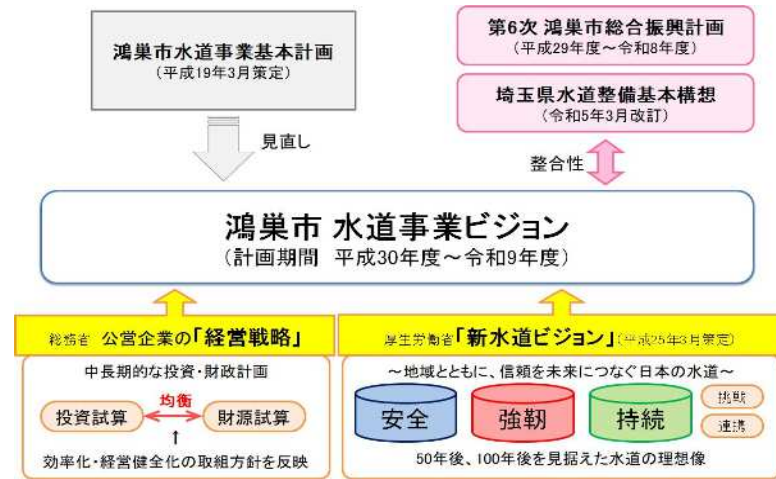 鴻巣市水道事業基本計画
(平成19年3月策定)
第6次 鴻巣市総合振興計画
(平成29年度～令和8年度)
埼玉県水道整備基本構想
(令和5年3月改訂)
見直し
整合性
鴻巣市 水道事業ビジョン
(計画期間 平成30年度～令和9年度)
総務省 公営企業の「経営戦略」
中長期的な投資・財政計画
投資試算
均衡
財源試算
効率化・経営健全化の取組方針を反映
厚生労働省「新水道ビジョン」(平成25年3月策定)
～地域とともに、信頼を未来につなぐ日本の水道～
安全
強靭
持続
挑戦
連携
50年後、100年後を見据えた水道の理想像